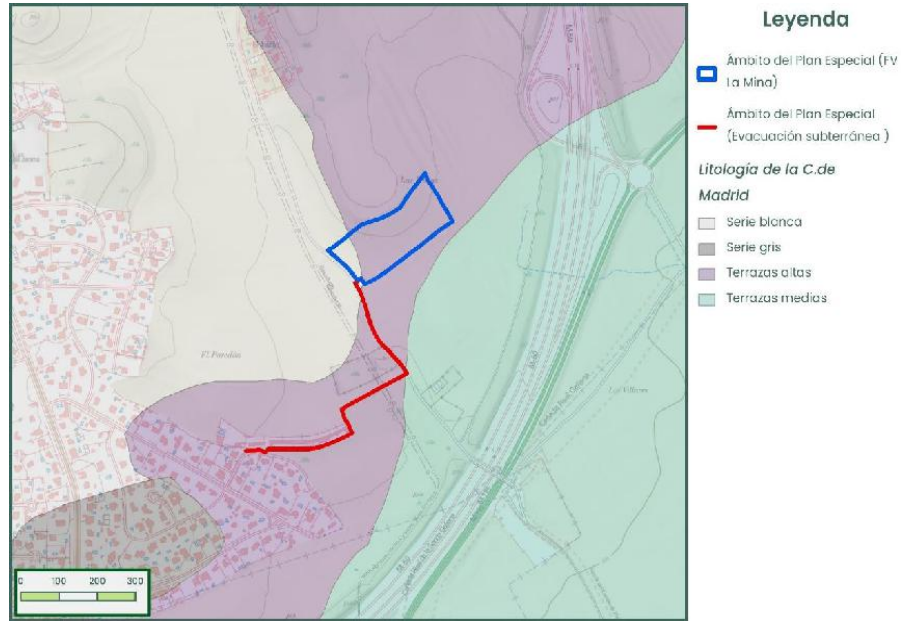 Leyenda
Ámbito del Plan Especial (FV
La Mina)
Ámbito del Plan Especial
(Evacuación subterránea )
Litología de la C.de
Madrid
Serie blanca
Serie gris
Terrazas altas
Terrazas medias
El Paredón
0 100 200 300